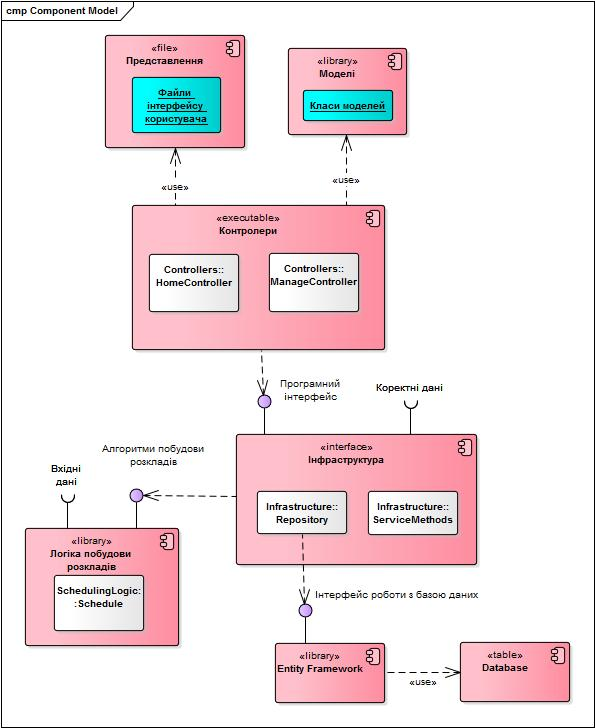 cmp Component Model
«file»
Представлення
Файли
інтерфейсу
користувача
«library»
Моделі
Класи моделей
«use»
«use»
«executable»
Контролери
Controllers::
HomeController
Controllers::
ManageController
Програмний
інтерфейс
Коректні дані
«interface»
Інфраструктура
Infrastructure::
Repository
Infrastructure::
ServiceMethods
Алгоритми побудови
розкладів
Вхідні
дані
«library»
Логіка побудови
розкладів
SchedulingLogic:
:Schedule
Інтерфейс роботи з базою даних
«library»
Entity Framework
«use»
«table»
Database